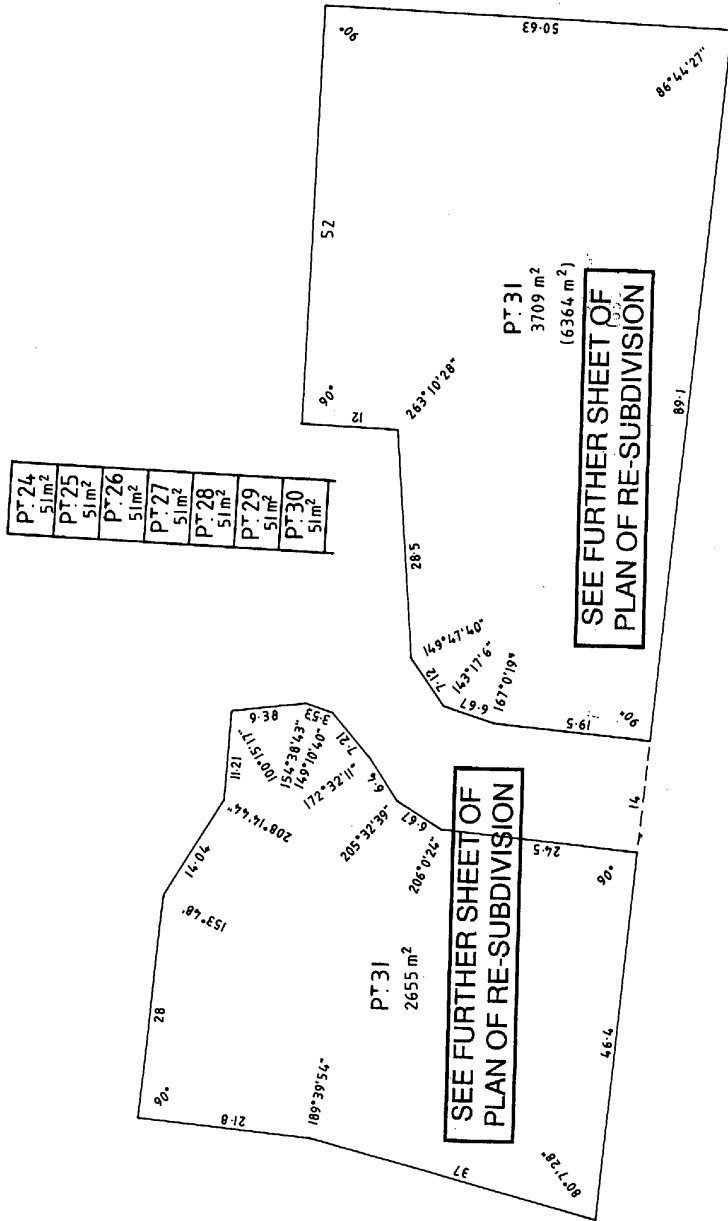 PT.24
51m²
PT.25
51m²
PT.26
51m²
PT.27
51m²
PT.28
51m²
PT.29
51m²
PT.30
51m²
90°
50·63
86°44'27"
52
90°
12
263°10'28"
28·5
149°47'40"
7·12
143°17'6"
6·67
167°0'19"
19·5
90°
89·1
PT.31
3709 m²
(6364 m²)
SEE FURTHER SHEET OF
PLAN OF RE-SUBDIVISION
14
9·38
3·53
7·21
6·4
6·67
24·5
11·21
100°15'17"
154°38'43"
149°10'40"
172°32'11"
205°32'39"
206°0'24"
208°14'44"
14·04
153°48'
28
90°
21·8
189°39'54"
37
80°7'28"
46·4
90°
PT.31
2655 m²
SEE FURTHER SHEET OF
PLAN OF RE-SUBDIVISION